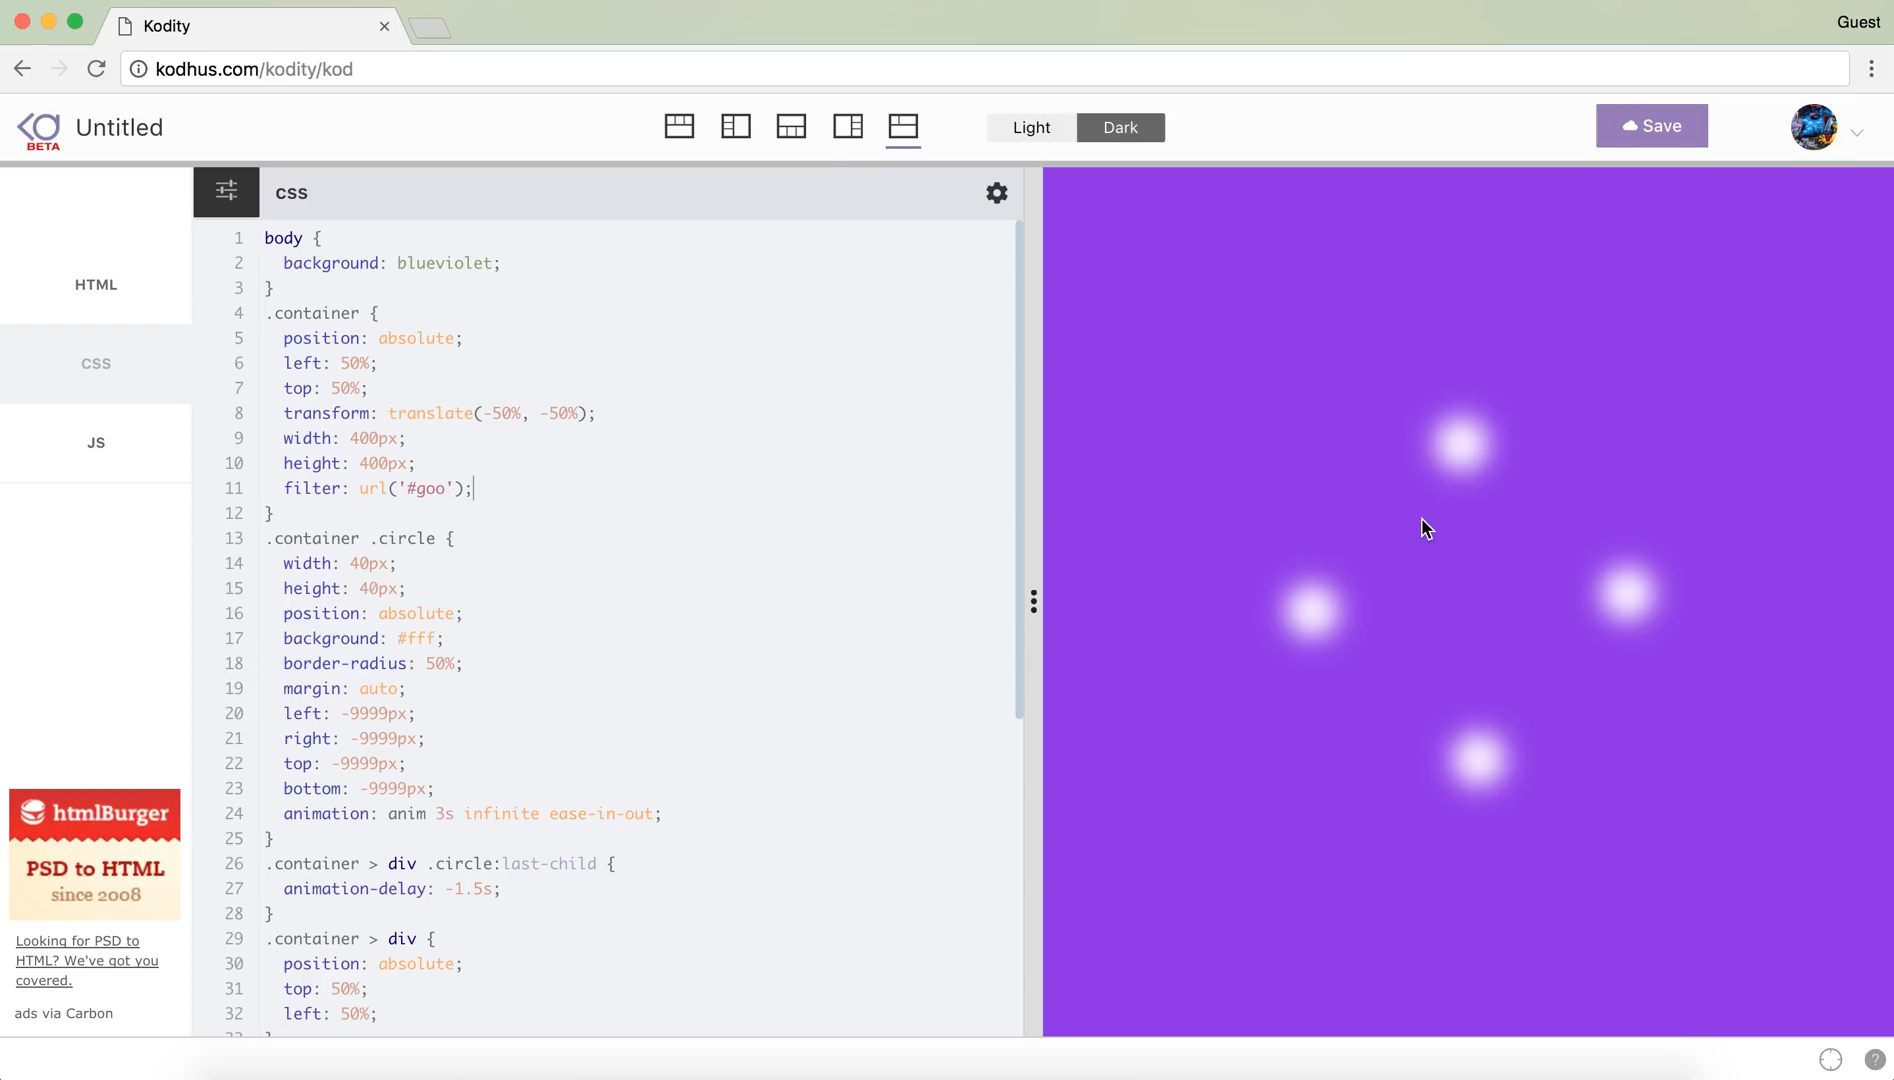 Kodity
Guest
kodhus.com/kodity/kod
BETA
Untitled
Light
Dark
Save
HTML
CSS
JS
htmlBurger
PSD to HTML
since 2008
Looking for PSD to
HTML? We've got you
covered.
ads via Carbon
css
1 body {
2 background: blueviolet;
3 }
4 .container {
5 position: absolute;
6 left: 50%;
7 top: 50%;
8 transform: translate(-50%, -50%);
9 width: 400px;
10 height: 400px;
11 filter: url('#goo');
12 }
13 .container .circle {
14 width: 40px;
15 height: 40px;
16 position: absolute;
17 background: #fff;
18 border-radius: 50%;
19 margin: auto;
20 left: -9999px;
21 right: -9999px;
22 top: -9999px;
23 bottom: -9999px;
24 animation: anim 3s infinite ease-in-out;
25 }
26 .container > div .circle:last-child {
27 animation-delay: -1.5s;
28 }
29 .container > div {
30 position: absolute;
31 top: 50%;
32 left: 50%;
?